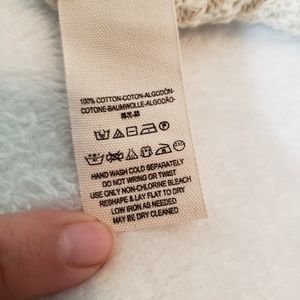 100% COTTON-COTON-ALGODÓN-
COTONE-BAUMWOLLE-ALGODÃO-
HAND WASH COLD SEPARATELY
DO NOT WRING OR TWIST
USE ONLY NON-CHLORINE BLEACH
RESHAPE & LAY FLAT TO DRY
LOW IRON AS NEEDED
MAY BE DRY CLEANED